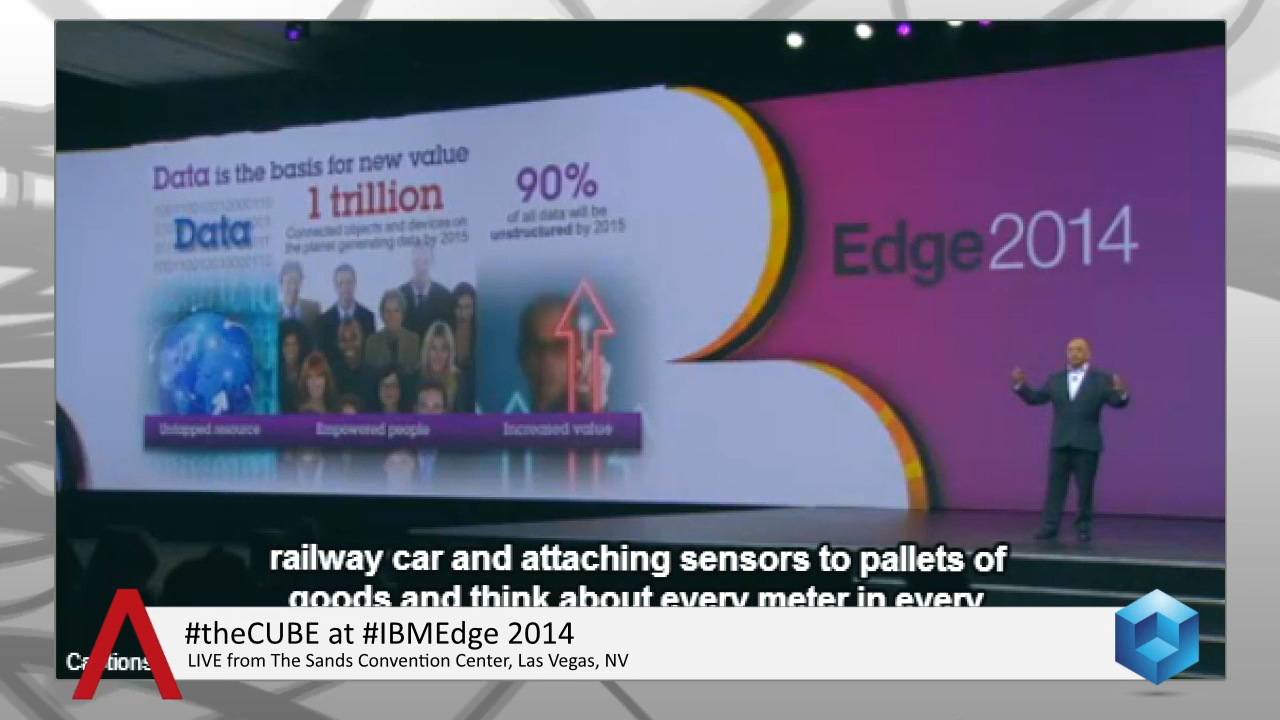 Data is the basis for new value
Data
1 trillion
Connected objects and devices on
the planet generating data by 2015
90%
of all data will be
unstructured by 2015
Untapped resource
Empowered people
Increased value
Edge2014
railway car and attaching sensors to pallets of
goods and think about every meter in every
#theCUBE at #IBMEdge 2014
LIVE from The Sands Convention Center, Las Vegas, NV
Captions